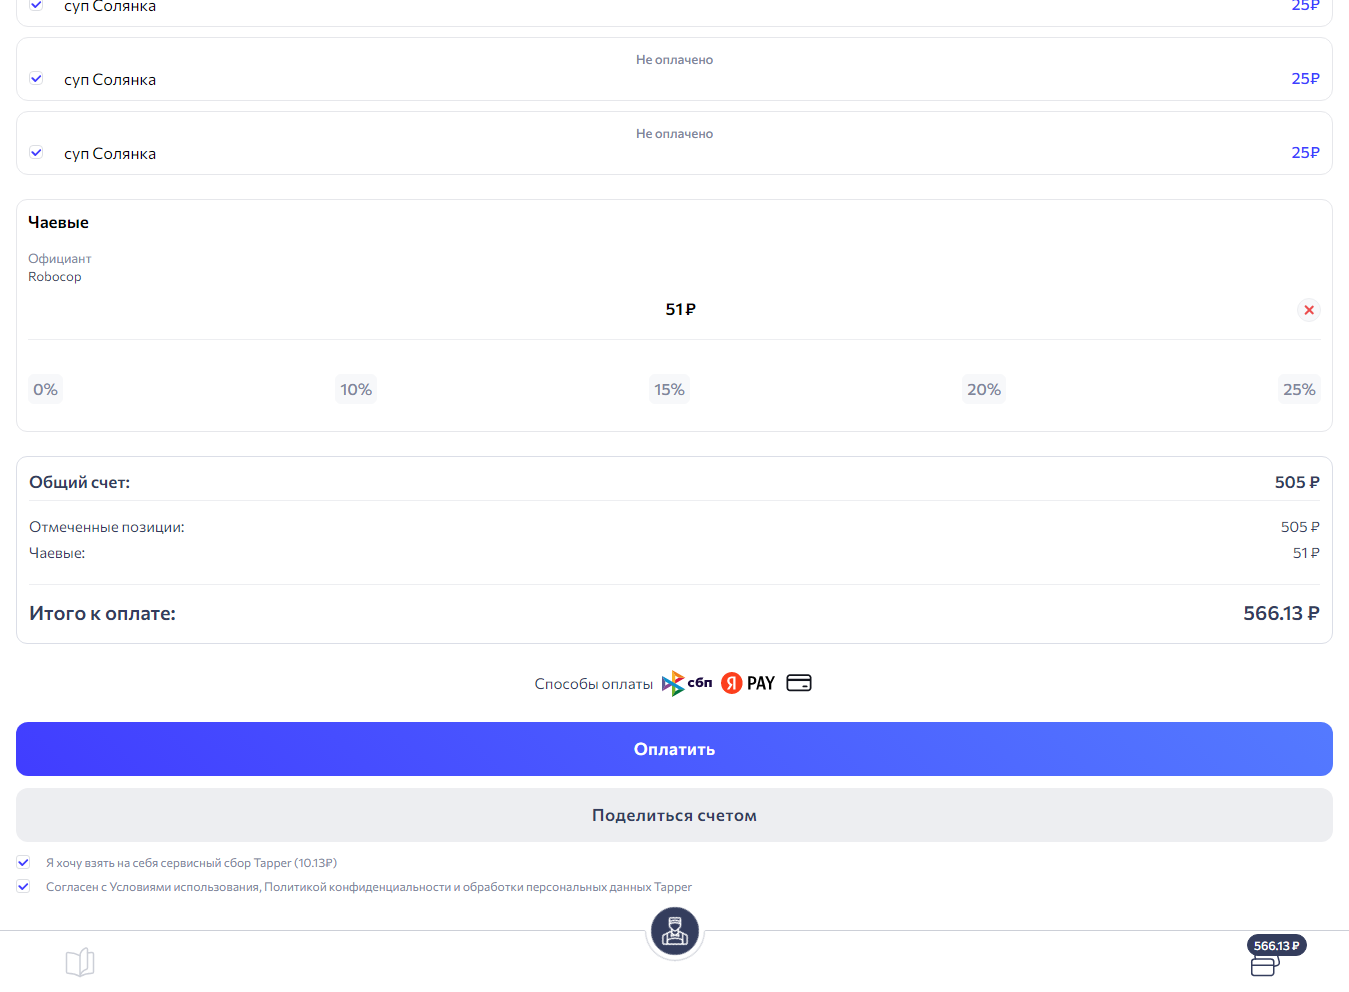 суп Солянка 25₽
Не оплачено
суп Солянка 25₽
Не оплачено
суп Солянка 25₽
Чаевые
Официант
Robocop
51 ₽
0% 10% 15% 20% 25%
Общий счет: 505 ₽
Отмеченные позиции: 505 ₽
Чаевые: 51 ₽
Итого к оплате: 566.13 ₽
Способы оплаты сбп Я PAY
Оплатить
Поделиться счетом
Я хочу взять на себя сервисный сбор Tapper (10.13₽)
Согласен с Условиями использования, Политикой конфиденциальности и обработки персональных данных Tapper
566.13 ₽